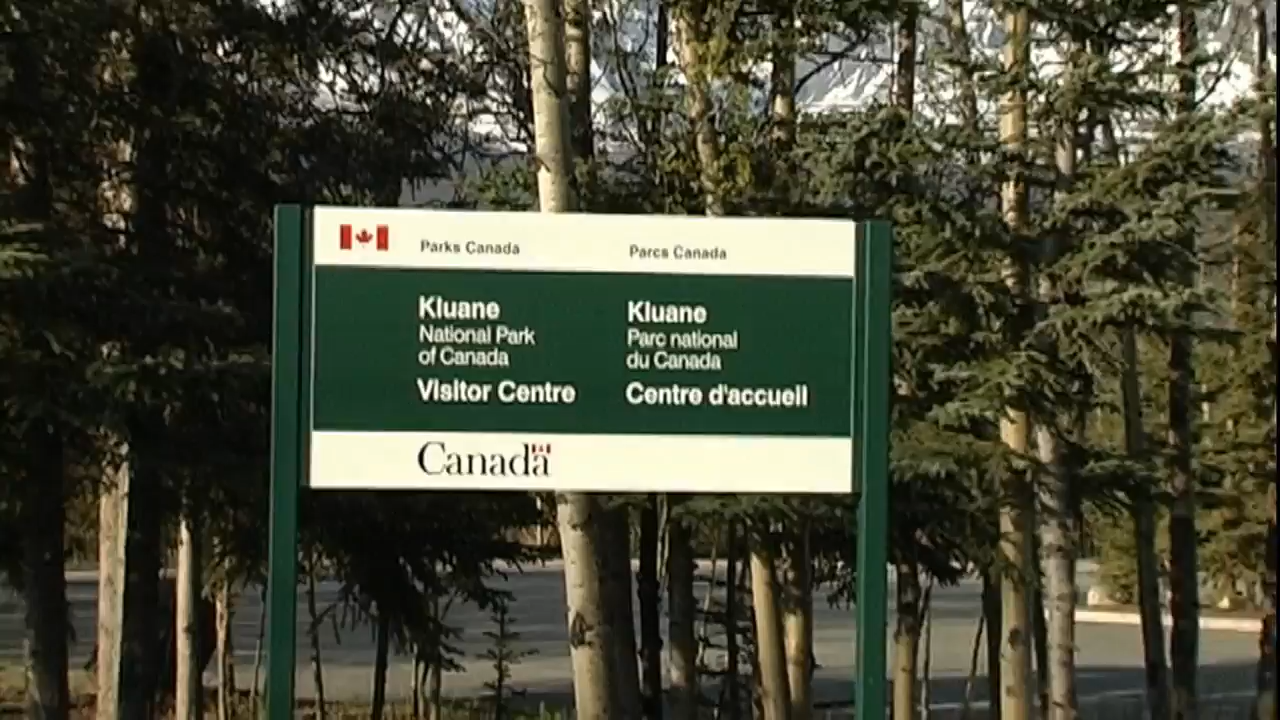 Parks Canada
Parcs Canada
Kluane
National Park
of Canada
Visitor Centre
Kluane
Parc national
du Canada
Centre d'accueil
Canada